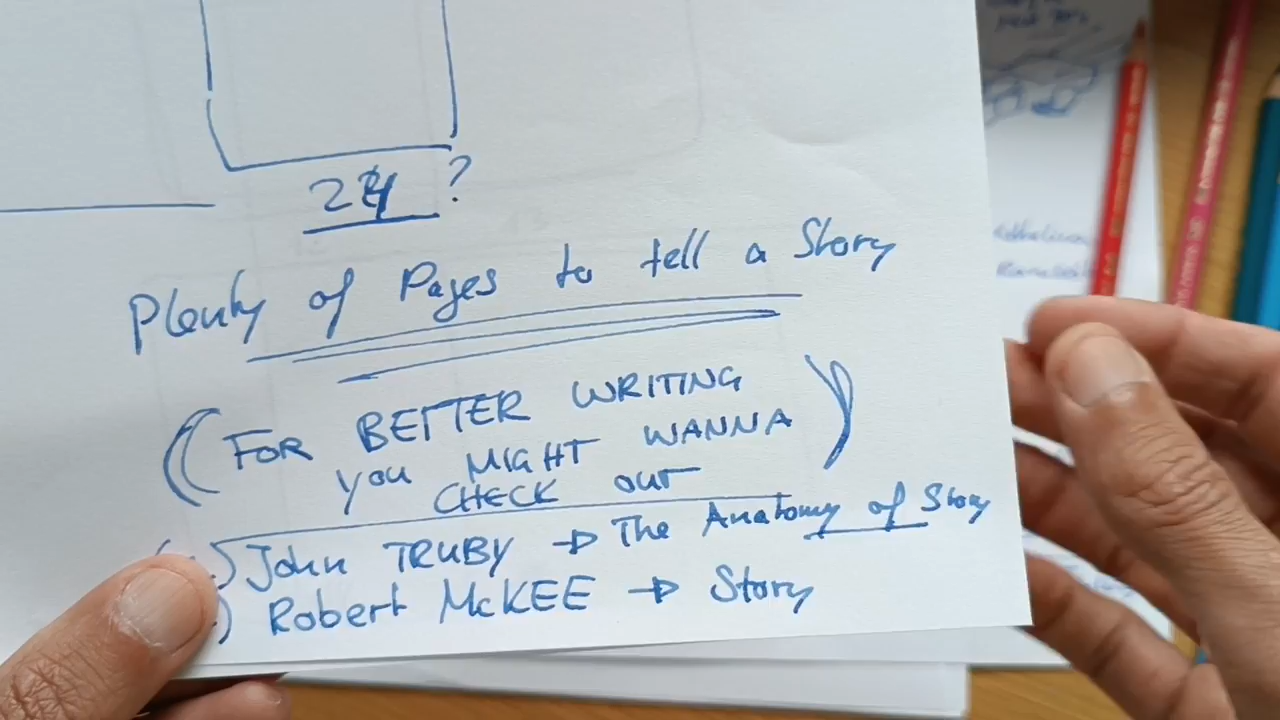 24 ?
Plenty of Pages to tell a Story
(FOR BETTER WRITING
you MIGHT WANNA
CHECK OUT)
John TRUBY → The Anatomy of Story
Robert McKEE → Story